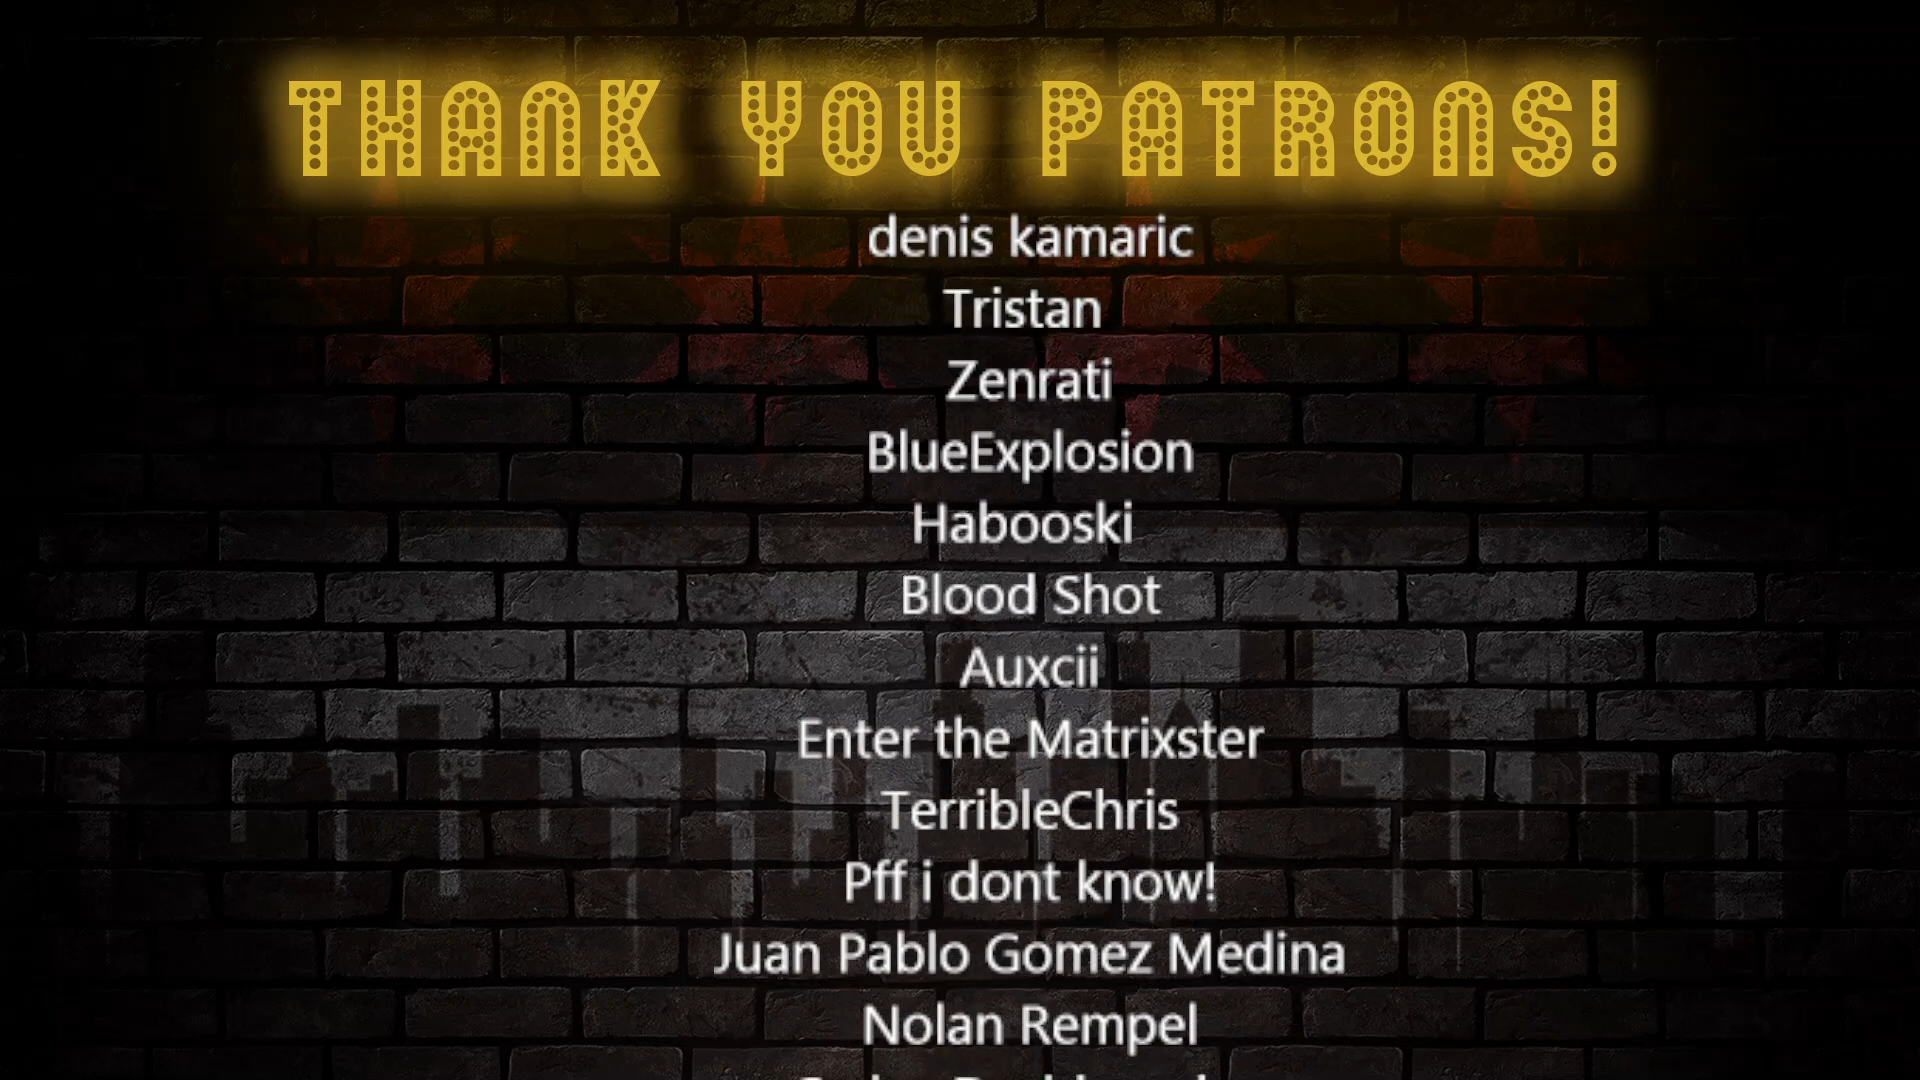 THANK YOU PATRONS!
denis kamaric
Tristan
Zenrati
BlueExplosion
Habooski
Blood Shot
Auxcii
Enter the Matrixster
TerribleChris
Pff i dont know!
Juan Pablo Gomez Medina
Nolan Rempel